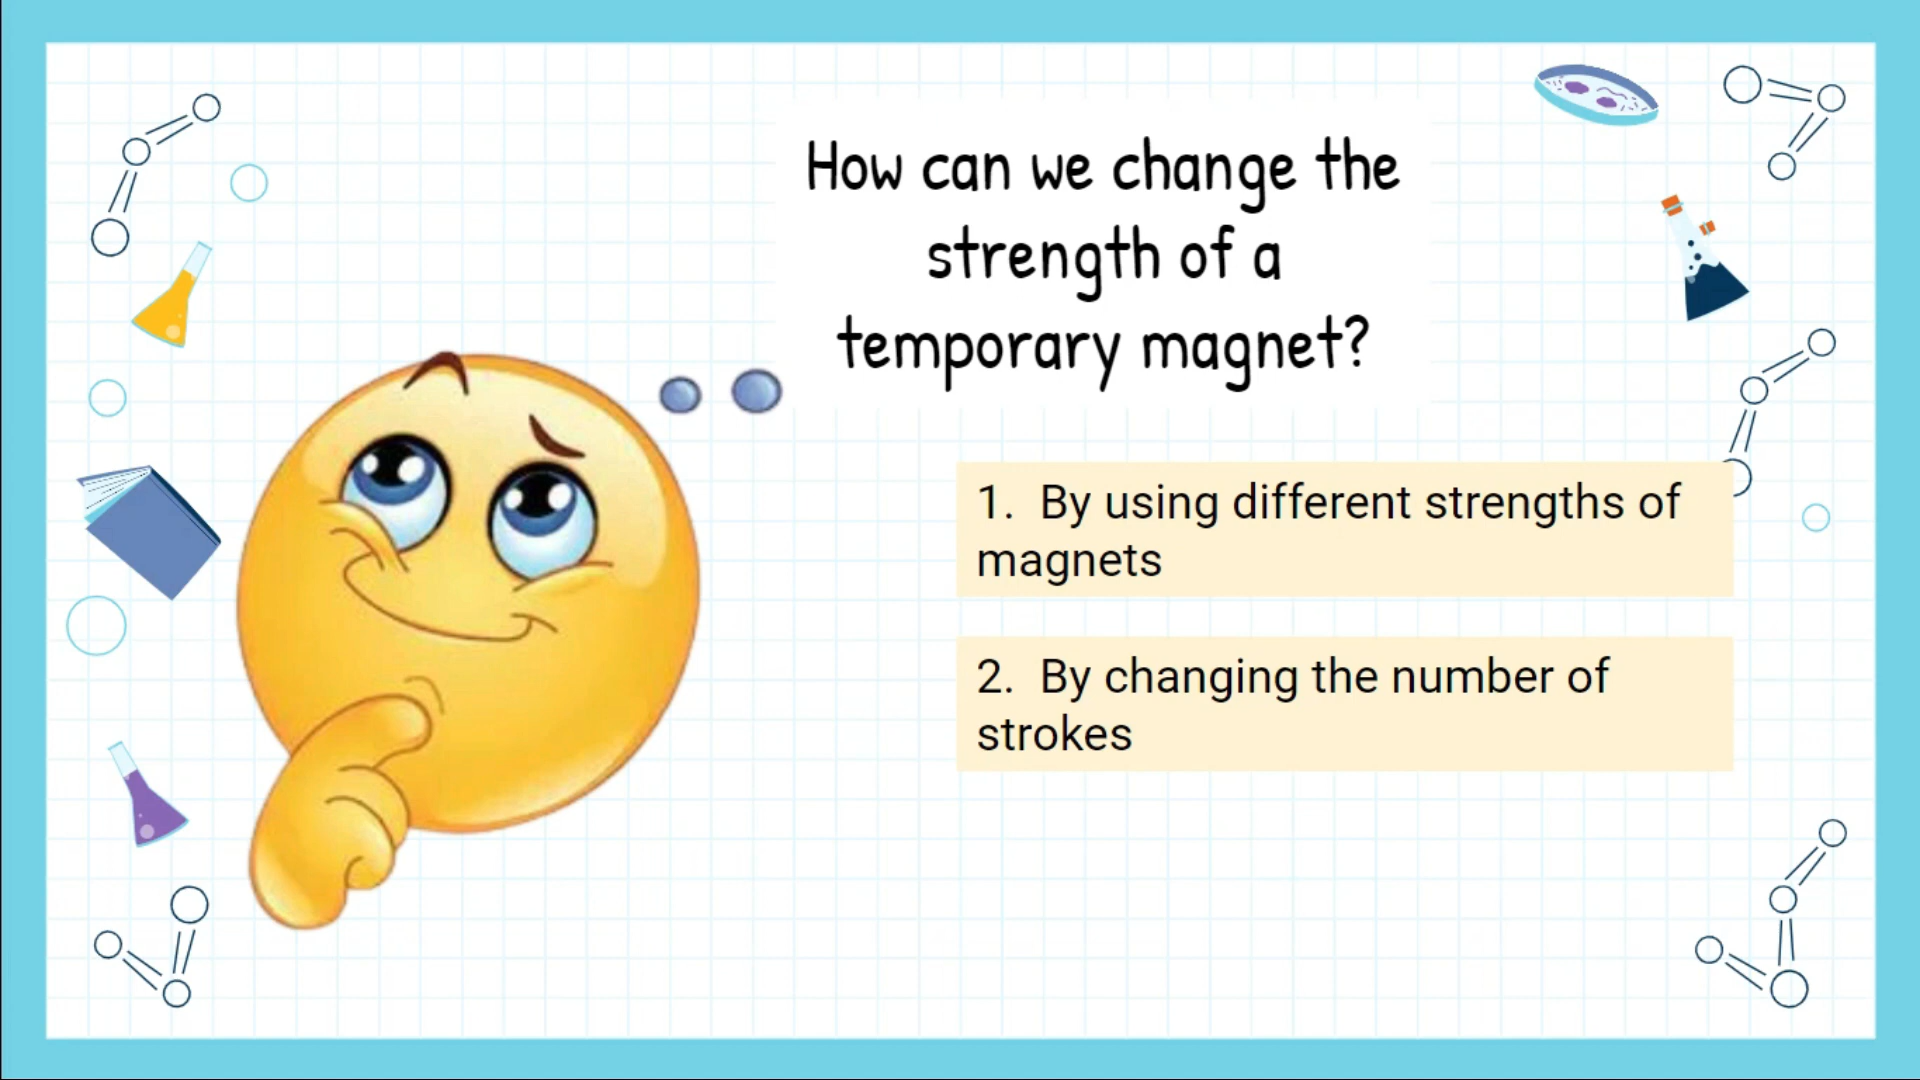 How can we change the
strength of a
temporary magnet?
1. By using different strengths of
magnets
2. By changing the number of
strokes